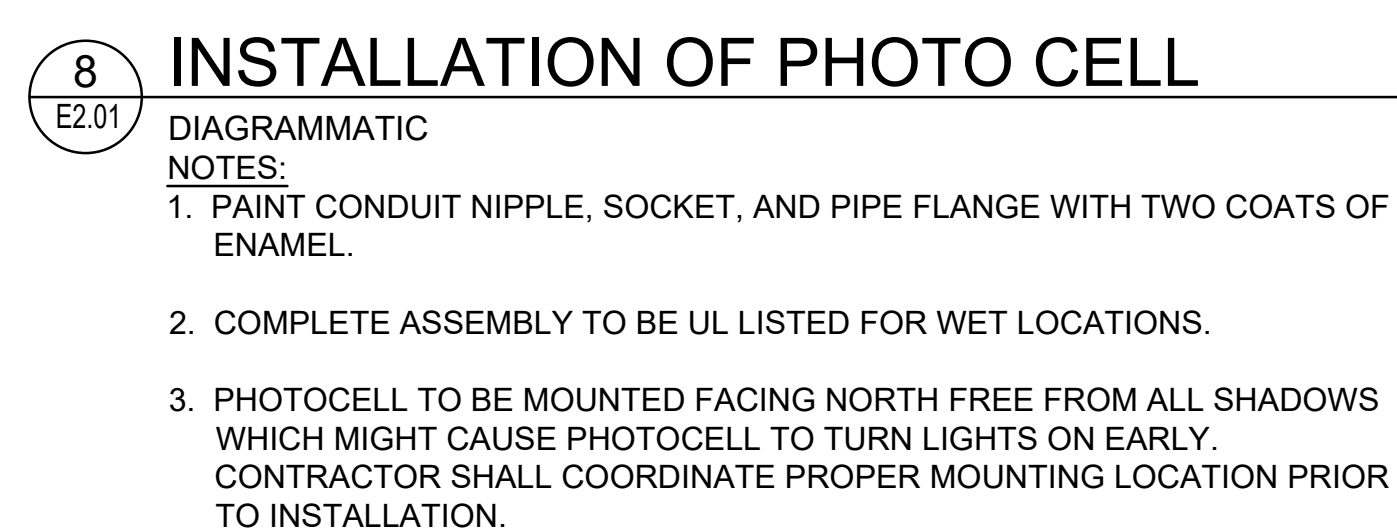 8
E2.01
INSTALLATION OF PHOTO CELL
DIAGRAMMATIC
NOTES:
1. PAINT CONDUIT NIPPLE, SOCKET, AND PIPE FLANGE WITH TWO COATS OF
ENAMEL.
2. COMPLETE ASSEMBLY TO BE UL LISTED FOR WET LOCATIONS.
3. PHOTOCELL TO BE MOUNTED FACING NORTH FREE FROM ALL SHADOWS
WHICH MIGHT CAUSE PHOTOCELL TO TURN LIGHTS ON EARLY.
CONTRACTOR SHALL COORDINATE PROPER MOUNTING LOCATION PRIOR
TO INSTALLATION.